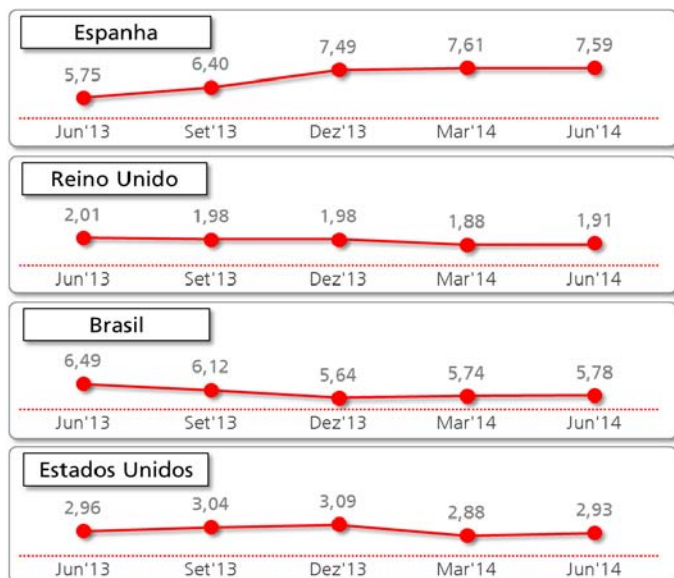 Espanha
5,75 6,40 7,49 7,61 7,59
Jun'13 Set'13 Dez'13 Mar'14 Jun'14
Reino Unido
2,01 1,98 1,98 1,88 1,91
Jun'13 Set'13 Dez'13 Mar'14 Jun'14
Brasil
6,49 6,12 5,64 5,74 5,78
Jun'13 Set'13 Dez'13 Mar'14 Jun'14
Estados Unidos
2,96 3,04 3,09 2,88 2,93
Jun'13 Set'13 Dez'13 Mar'14 Jun'14